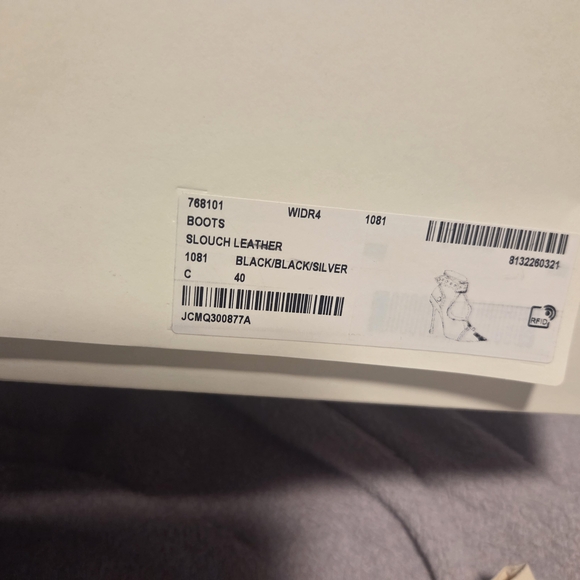 768101 WIDR4 1081
BOOTS
SLOUCH LEATHER
1081 BLACK/BLACK/SILVER
C 40
JCMQ300877A
8132260321
RFID